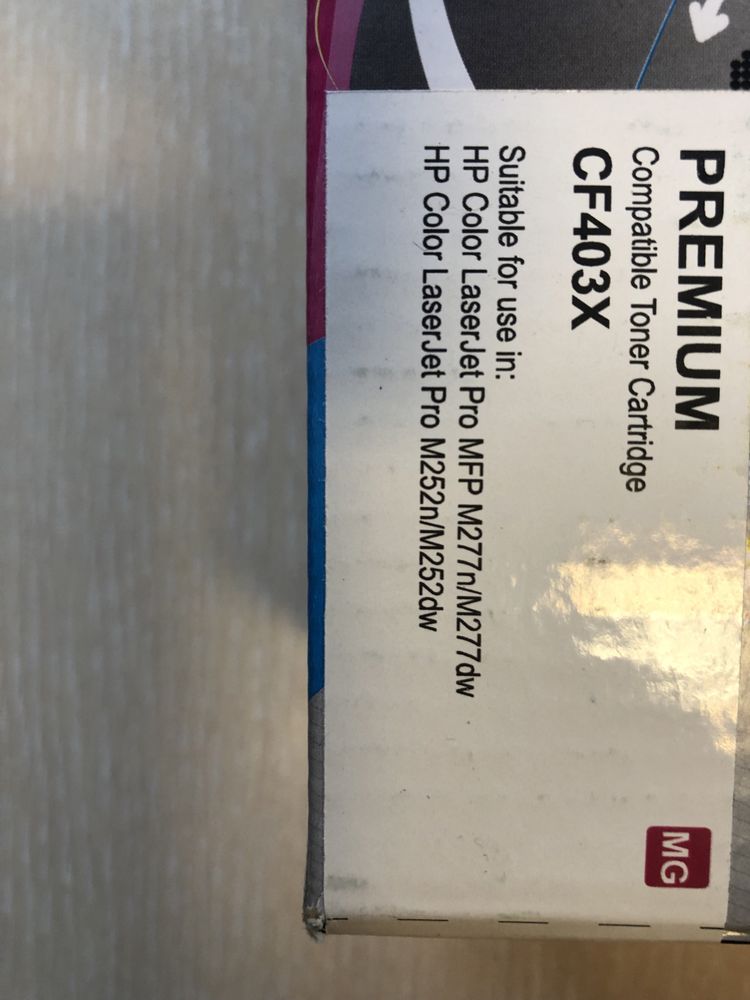 PREMIUM
Compatible Toner Cartridge
CF403X
Suitable for use in:
HP Color LaserJet Pro MFP M277n/M277dw
HP Color LaserJet Pro M252n/M252dw
MG